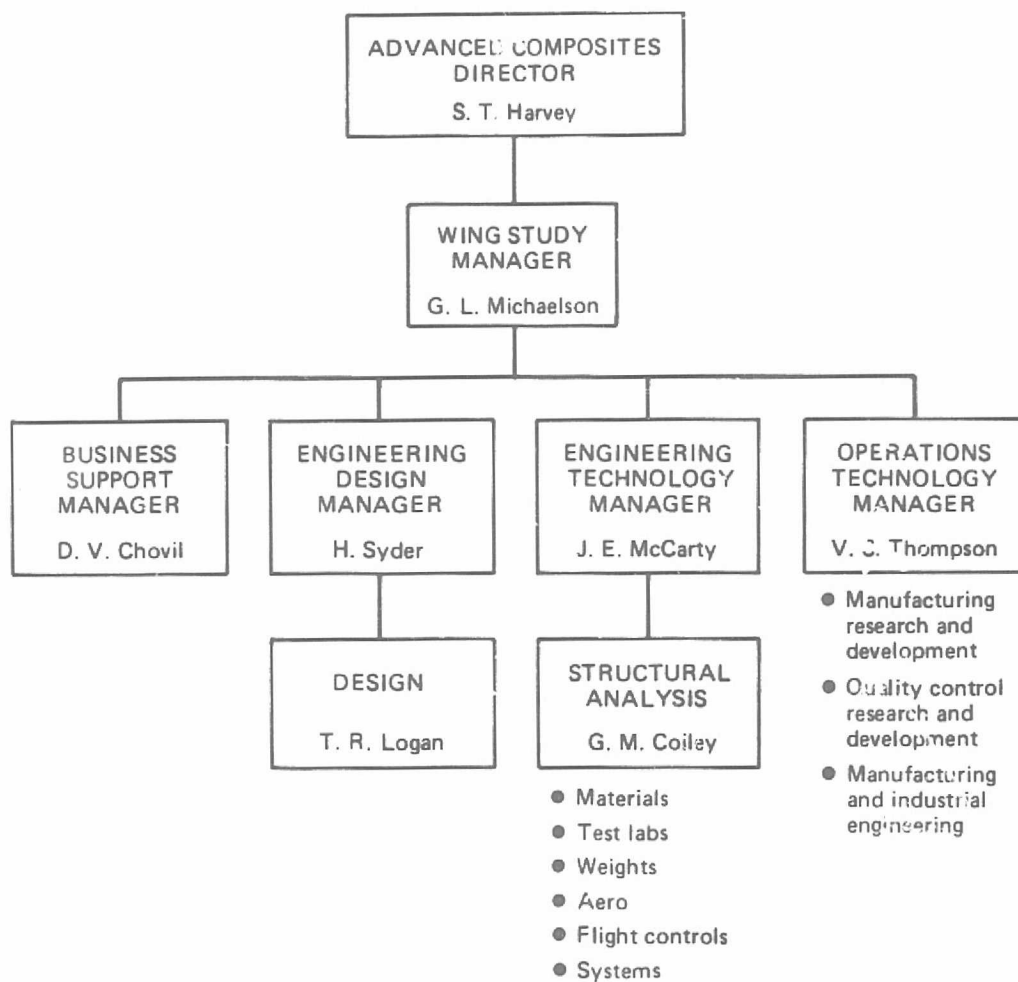 ADVANCED COMPOSITES
DIRECTOR
S. T. Harvey
WING STUDY
MANAGER
G. L. Michaelson
BUSINESS
SUPPORT
MANAGER
D. V. Chovil
ENGINEERING
DESIGN
MANAGER
H. Syder
ENGINEERING
TECHNOLOGY
MANAGER
J. E. McCarty
OPERATIONS
TECHNOLOGY
MANAGER
V. Thompson
DESIGN
T. R. Logan
STRUCTURAL
ANALYSIS
G. M. Coiley
● Materials
● Test labs
● Weights
● Aero
● Flight controls
● Systems
● Manufacturing
research and
development
● Quality control
research and
development
● Manufacturing
and industrial
engineering